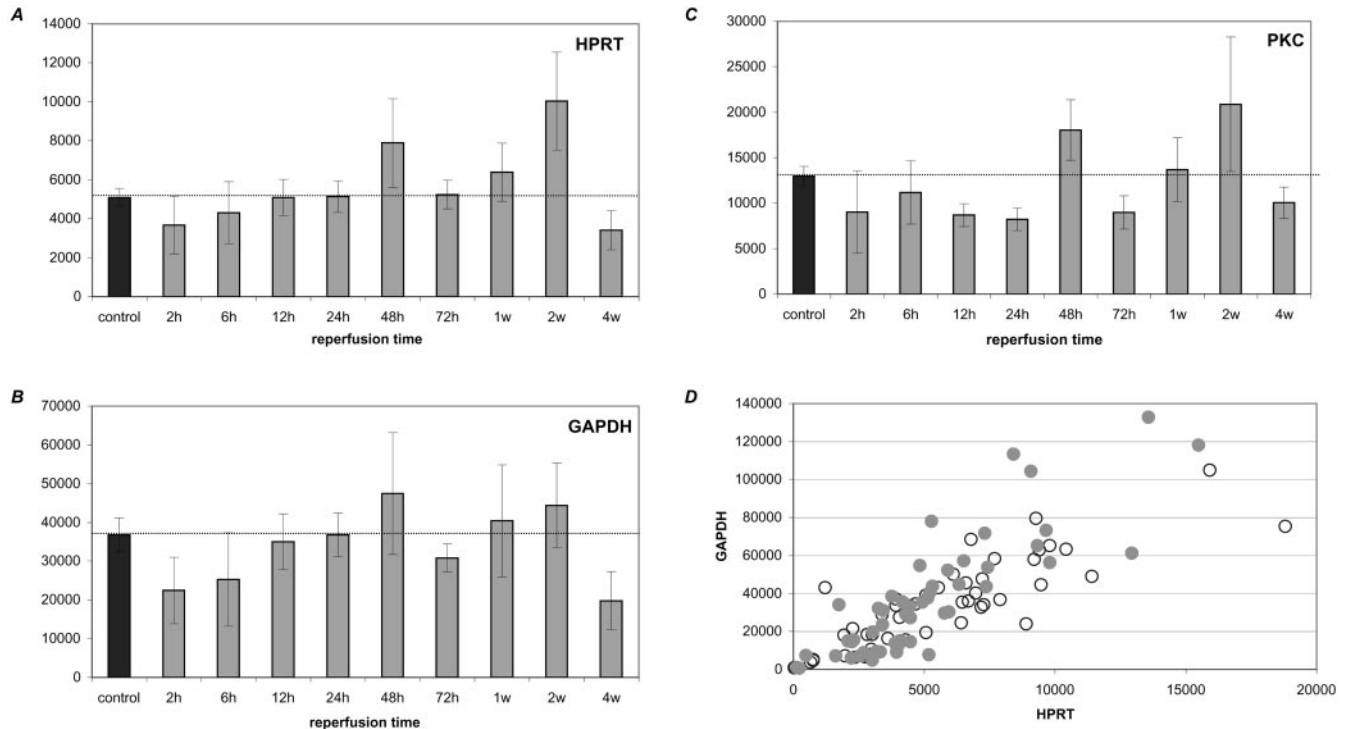 A
HPRT
14000
12000
10000
8000
6000
4000
2000
0
control 2h 6h 12h 24h 48h 72h 1w 2w 4w
reperfusion time
B
GAPDH
70000
60000
50000
40000
30000
20000
10000
0
control 2h 6h 12h 24h 48h 72h 1w 2w 4w
reperfusion time
C
PKC
30000
25000
20000
15000
10000
5000
0
control 2h 6h 12h 24h 48h 72h 1w 2w 4w
reperfusion time
D
140000
120000
100000
80000
60000
40000
20000
0
GAPDH
0 5000 10000 15000 20000
HPRT